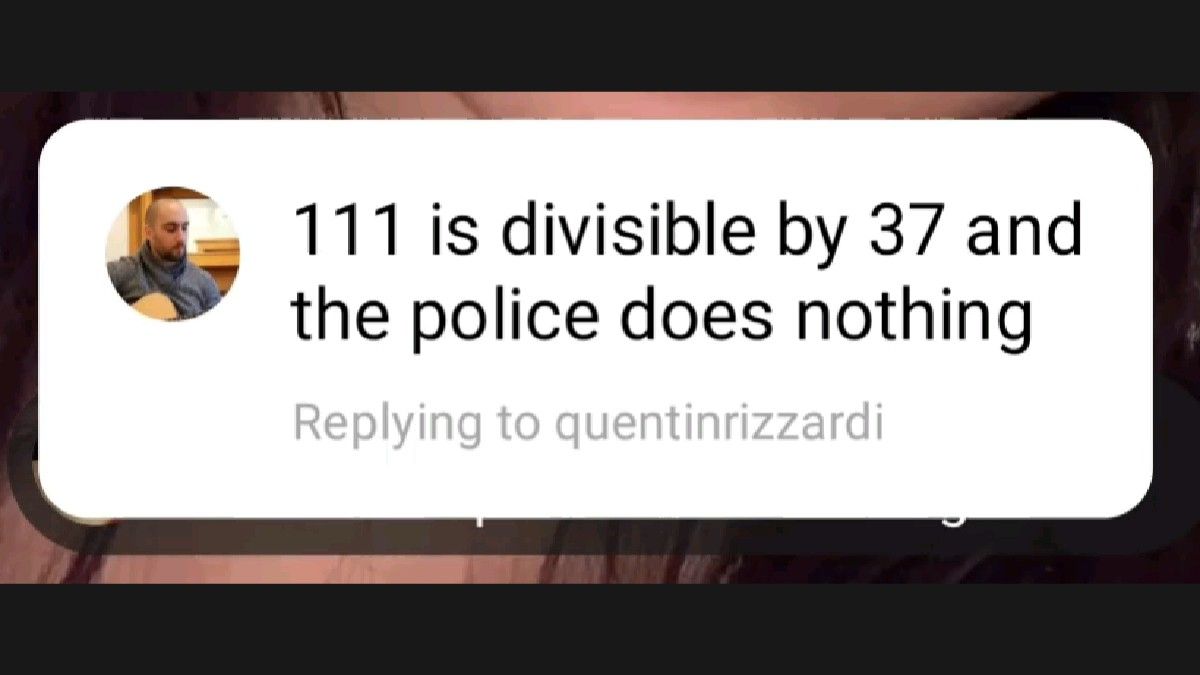 111 is divisible by 37 and
the police does nothing
Replying to quentinrizzardi